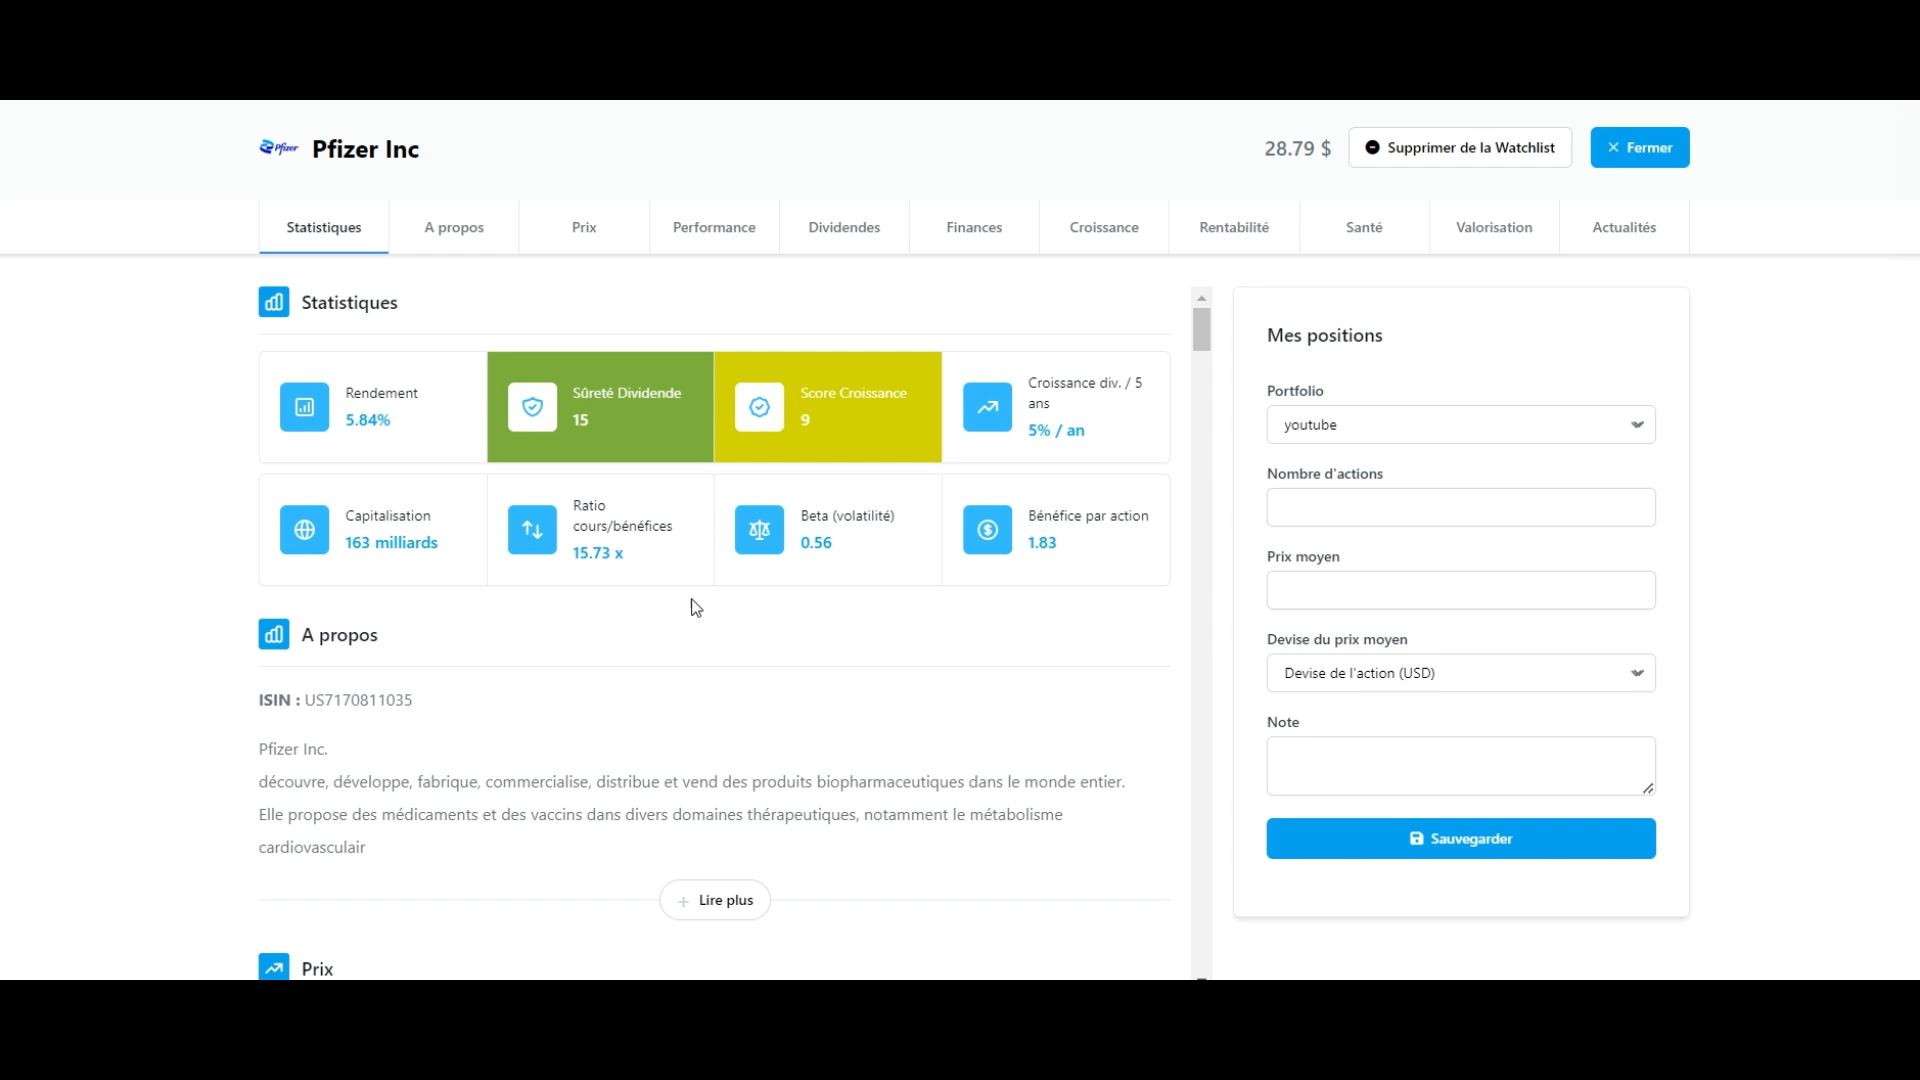 Pfizer
Pfizer Inc
28.79 $
Supprimer de la Watchlist
Fermer
Statistiques
A propos
Prix
Performance
Dividendes
Finances
Croissance
Rentabilité
Santé
Valorisation
Actualités
Statistiques
Rendement
5.84%
Sûreté Dividende
15
Score Croissance
9
Croissance div. / 5
ans
5% / an
Capitalisation
163 milliards
Ratio
cours/bénéfices
15.73 x
Beta (volatilité)
0.56
Bénéfice par action
1.83
A propos
ISIN : US7170811035
Pfizer Inc.
découvre, développe, fabrique, commercialise, distribue et vend des produits biopharmaceutiques dans le monde entier.
Elle propose des médicaments et des vaccins dans divers domaines thérapeutiques, notamment le métabolisme
cardiovasculair
Lire plus
Prix
Mes positions
Portfolio
youtube
Nombre d'actions
Prix moyen
Devise du prix moyen
Devise de l'action (USD)
Note
Sauvegarder